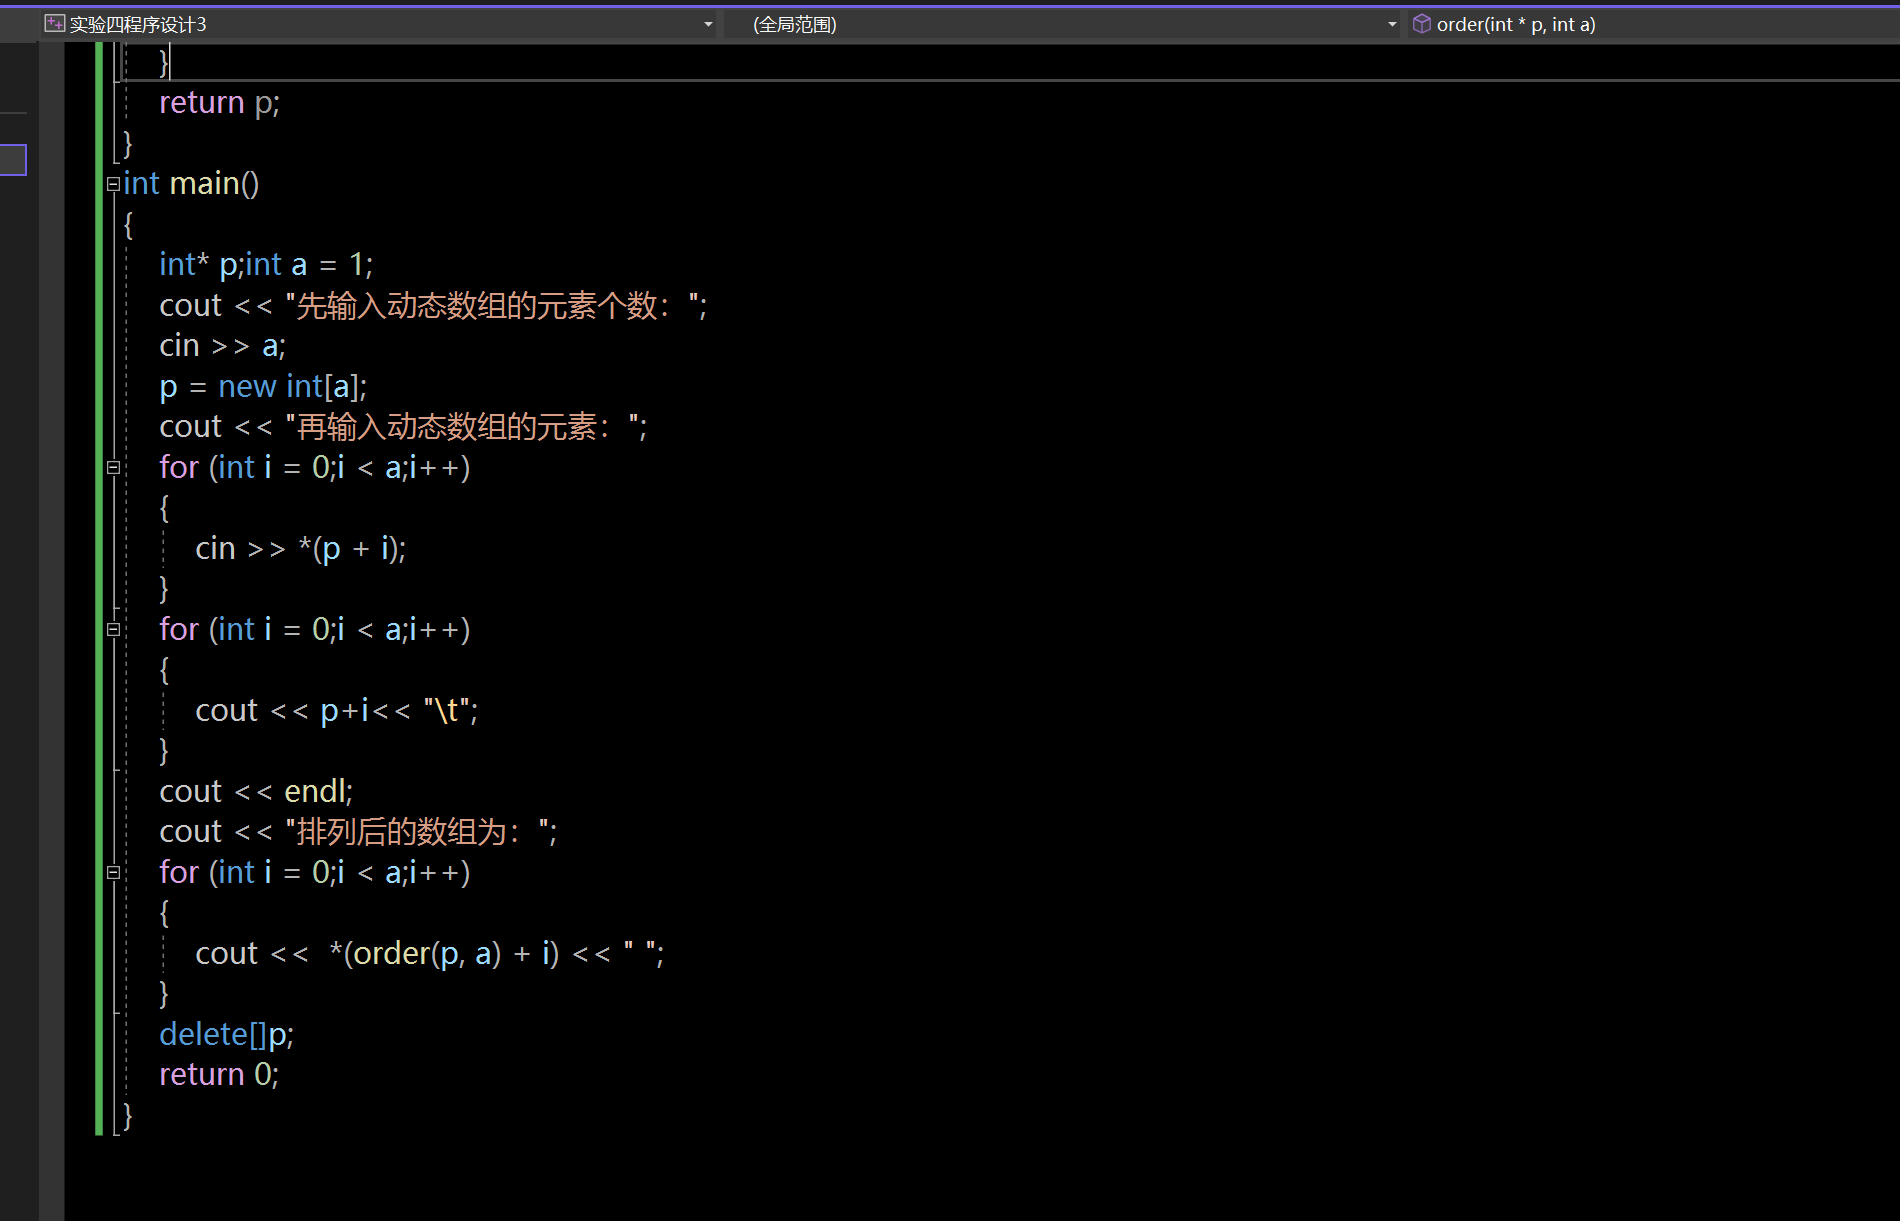 实验四程序设计3 (全局范围) order(int * p, int a)
}
return p;
}
int main()
{
int* p;int a = 1;
cout << "先输入动态数组的元素个数：";
cin >> a;
p = new int[a];
cout << "再输入动态数组的元素：";
for (int i = 0;i < a;i++)
{
cin >> *(p + i);
}
for (int i = 0;i < a;i++)
{
cout << p+i<< "\t";
}
cout << endl;
cout << "排列后的数组为：";
for (int i = 0;i < a;i++)
{
cout <<  *(order(p, a) + i) << " ";
}
delete[]p;
return 0;
}